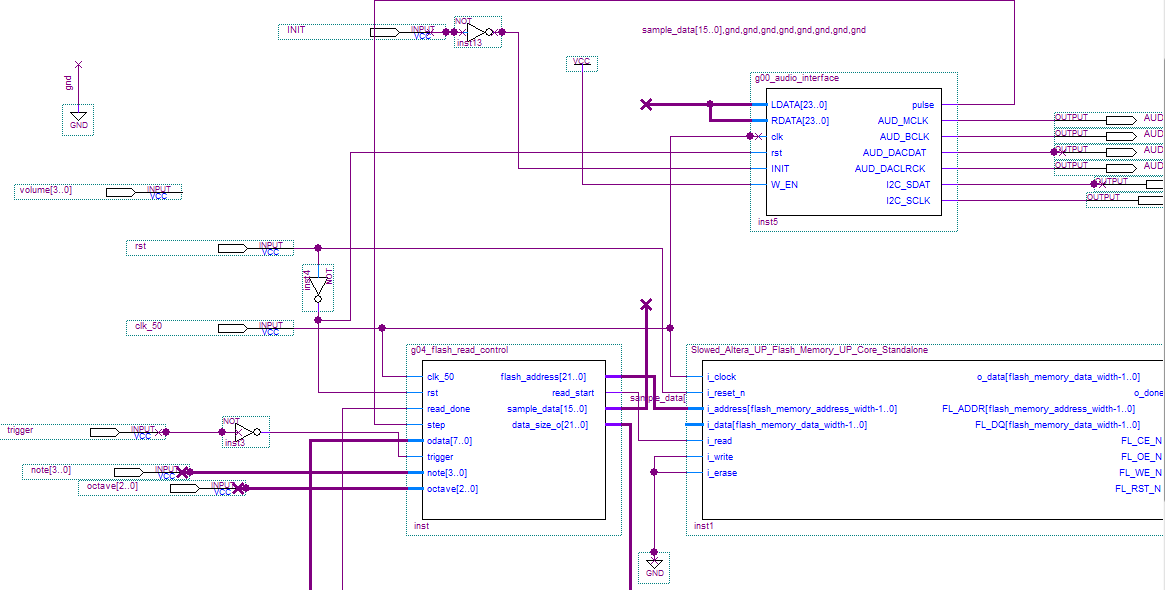 INIT
INPUT
VCC
NOT
inst13
sample_data[15..0],gnd,gnd,gnd,gnd,gnd,gnd,gnd,gnd
gnd
GND
VCC
g00_audio_interface
LDATA[23..0]
RDATA[23..0]
clk
rst
INIT
W_EN
pulse
AUD_MCLK
AUD_BCLK
AUD_DACDAT
AUD_DACLRCK
I2C_SDAT
I2C_SCLK
inst5
OUTPUT
AUD
OUTPUT
AUD
OUTPUT
AUD
OUTPUT
AUD
OUTPUT
OUTPUT
volume[3..0]
INPUT
VCC
rst
INPUT
VCC
inst4
NOT
clk_50
INPUT
VCC
g04_flash_read_control
clk_50
rst
read_done
step
odata[7..0]
trigger
note[3..0]
octave[2..0]
flash_address[21..0]
read_start
sample_data[15..0]
data_size_o[21..0]
inst
sample_data[
Slowed_Altera_UP_Flash_Memory_UP_Core_Standalone
i_clock
i_reset_n
i_address[flash_memory_address_width-1..0]
i_data[flash_memory_data_width-1..0]
i_read
i_write
i_erase
o_data[flash_memory_data_width-1..0]
o_done
FL_ADDR[flash_memory_address_width-1..0]
FL_DQ[flash_memory_data_width-1..0]
FL_CE_N
FL_OE_N
FL_WE_N
FL_RST_N
inst1
GND
trigger
INPUT
VCC
NOT
inst3
note[3..0]
INPUT
VCC
octave[2..0]
INPUT
VCC